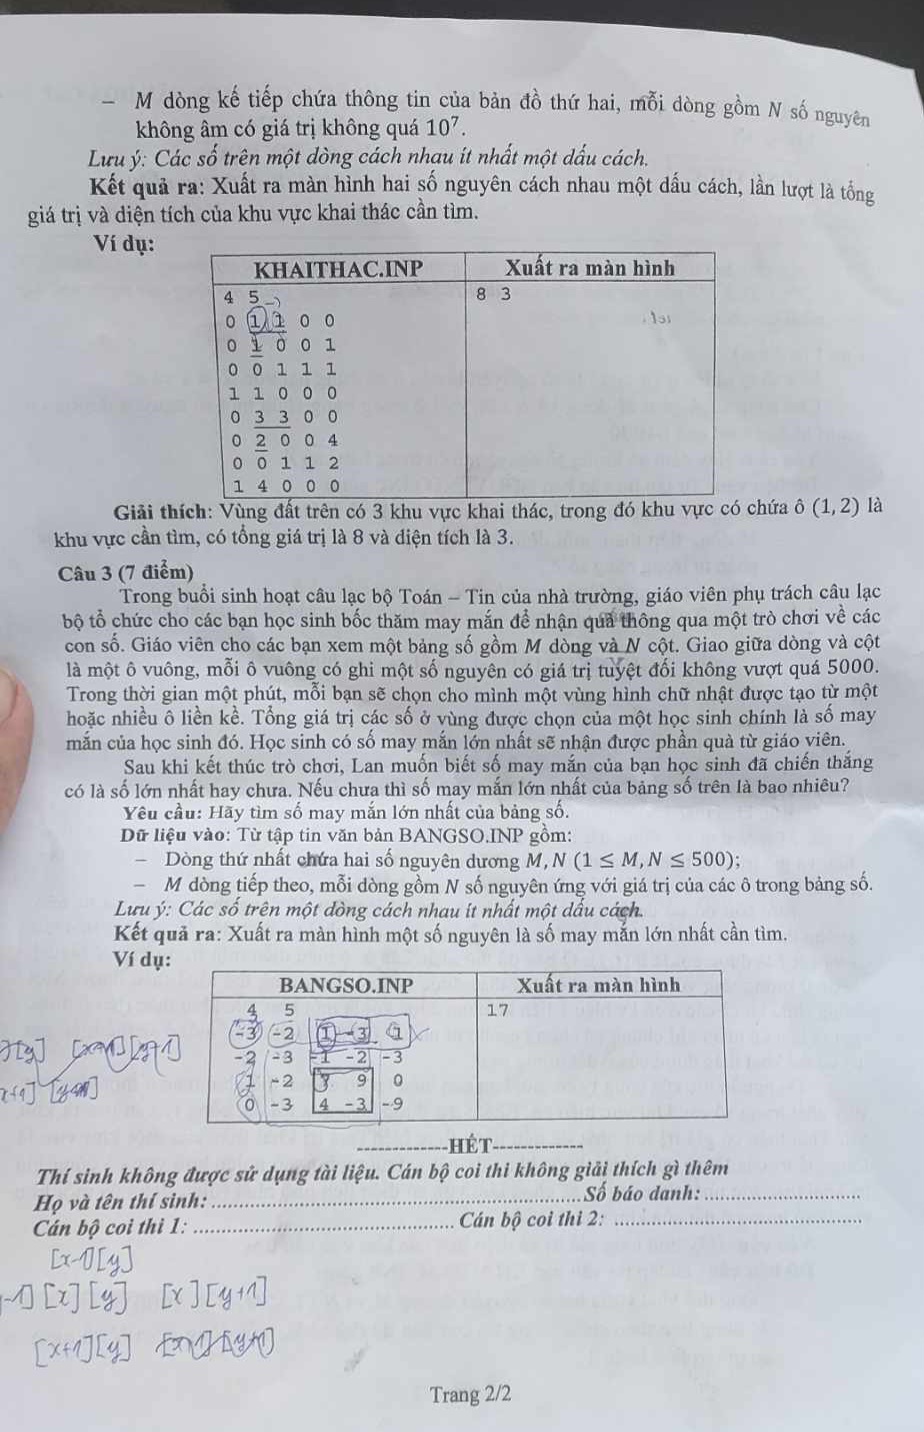 – M dòng kế tiếp chứa thông tin của bản đồ thứ hai, mỗi dòng gồm N số nguyên
không âm có giá trị không quá 10⁷.
Lưu ý: Các số trên một dòng cách nhau ít nhất một dấu cách.
Kết quả ra: Xuất ra màn hình hai số nguyên cách nhau một dấu cách, lần lượt là tổng
giá trị và diện tích của khu vực khai thác cần tìm.
Ví dụ:
KHAITHAC.INP Xuất ra màn hình
4 5 8 3
0 1 1 0 0
0 1 0 0 1
0 0 1 1 1
1 1 0 0 0
0 3 3 0 0
0 2 0 0 4
0 0 1 1 2
1 4 0 0 0
Giải thích: Vùng đất trên có 3 khu vực khai thác, trong đó khu vực có chứa ô (1, 2) là
khu vực cần tìm, có tổng giá trị là 8 và diện tích là 3.
Câu 3 (7 điểm)
Trong buổi sinh hoạt câu lạc bộ Toán – Tin của nhà trường, giáo viên phụ trách câu lạc
bộ tổ chức cho các bạn học sinh bốc thăm may mắn để nhận quà thông qua một trò chơi về các
con số. Giáo viên cho các bạn xem một bảng số gồm M dòng và N cột. Giao giữa dòng và cột
là một ô vuông, mỗi ô vuông có ghi một số nguyên có giá trị tuyệt đối không vượt quá 5000.
Trong thời gian một phút, mỗi bạn sẽ chọn cho mình một vùng hình chữ nhật được tạo từ một
hoặc nhiều ô liền kề. Tổng giá trị các số ở vùng được chọn của một học sinh chính là số may
mắn của học sinh đó. Học sinh có số may mắn lớn nhất sẽ nhận được phần quà từ giáo viên.
Sau khi kết thúc trò chơi, Lan muốn biết số may mắn của bạn học sinh đã chiến thắng
có là số lớn nhất hay chưa. Nếu chưa thì số may mắn lớn nhất của bảng số trên là bao nhiêu?
Yêu cầu: Hãy tìm số may mắn lớn nhất của bảng số.
Dữ liệu vào: Từ tập tin văn bản BANGSO.INP gồm:
– Dòng thứ nhất chứa hai số nguyên dương M, N (1 ≤ M, N ≤ 500);
– M dòng tiếp theo, mỗi dòng gồm N số nguyên ứng với giá trị của các ô trong bảng số.
Lưu ý: Các số trên một dòng cách nhau ít nhất một dấu cách.
Kết quả ra: Xuất ra màn hình một số nguyên là số may mắn lớn nhất cần tìm.
Ví dụ:
BANGSO.INP Xuất ra màn hình
4 5 17
-3 -2 1 -3 1
-2 -3 -1 -2 -3
1 -2 9 0
0 -3 4 -3 -9
HẾT
Thí sinh không được sử dụng tài liệu. Cán bộ coi thi không giải thích gì thêm
Họ và tên thí sinh: Số báo danh:
Cán bộ coi thi 1: Cán bộ coi thi 2:
[x-1][y]
[x][y] [x][y+1]
[x+1][y]
Trang 2/2